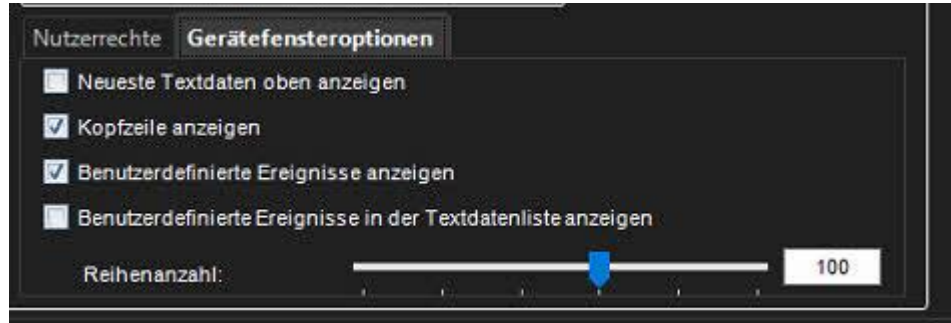 Nutzerrechte Gerätefensteroptionen
Neueste Textdaten oben anzeigen
Kopfzeile anzeigen
Benutzerdefinierte Ereignisse anzeigen
Benutzerdefinierte Ereignisse in der Textdatenliste anzeigen
Reihenanzahl: 100